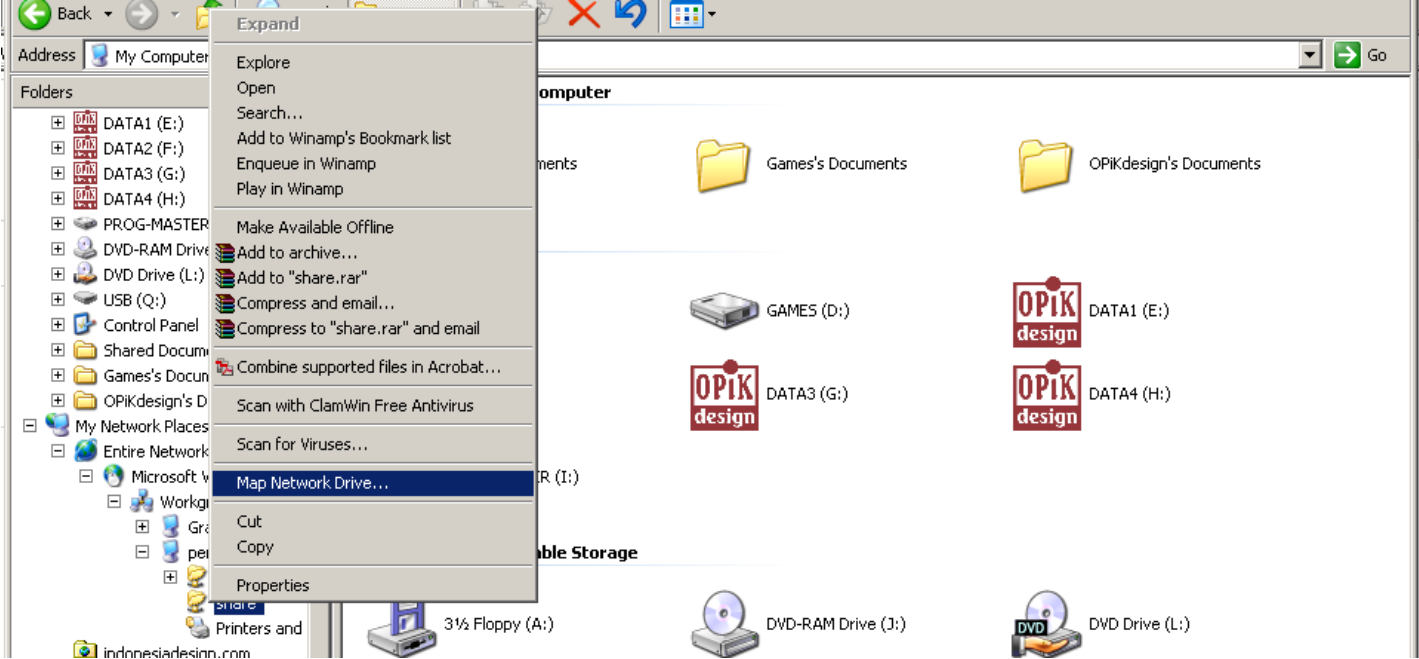 Back
Address My Computer Go
Folders
DATA1 (E:)
DATA2 (F:)
DATA3 (G:)
DATA4 (H:)
PROG-MASTER
DVD-RAM Drive
DVD Drive (L:)
USB (Q:)
Control Panel
Shared
Games's
OPiKdesign's
My Network Places
Entire Network
Microsoft
share
Printers and
indonesiadesign.com
Expand
Explore
Open
Search...
Add to Winamp's Bookmark list
Enqueue in Winamp
Play in Winamp
Make Available Offline
Add to archive...
Add to "share.rar"
Compress and email...
Compress to "share.rar" and email
Combine supported files in Acrobat...
Scan with ClamWin Free Antivirus
Scan for Viruses...
Map Network Drive...
Cut
Copy
Properties
omputer
ments
Games's Documents
OPiKdesign's Documents
GAMES (D:)
OPiK
design
DATA1 (E:)
OPiK
design
DATA3 (G:)
OPiK
design
DATA4 (H:)
ER (I:)
able Storage
3½ Floppy (A:)
DVD-RAM Drive (J:)
DVD
DVD Drive (L:)